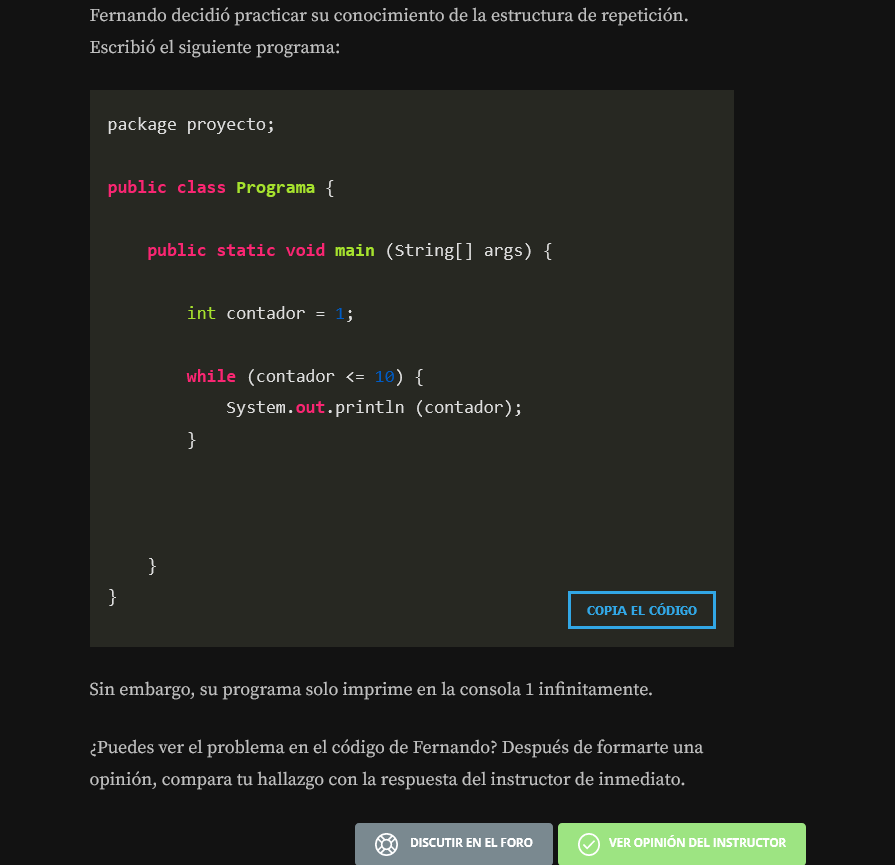 Fernando decidió practicar su conocimiento de la estructura de repetición.
Escribió el siguiente programa:
package proyecto;
public class Programa {
public static void main (String[] args) {
int contador = 1;
while (contador <= 10) {
System.out.println (contador);
}
}
}
COPIA EL CÓDIGO
Sin embargo, su programa solo imprime en la consola 1 infinitamente.
¿Puedes ver el problema en el código de Fernando? Después de formarte una
opinión, compara tu hallazgo con la respuesta del instructor de inmediato.
DISCUTIR EN EL FORO
VER OPINIÓN DEL INSTRUCTOR